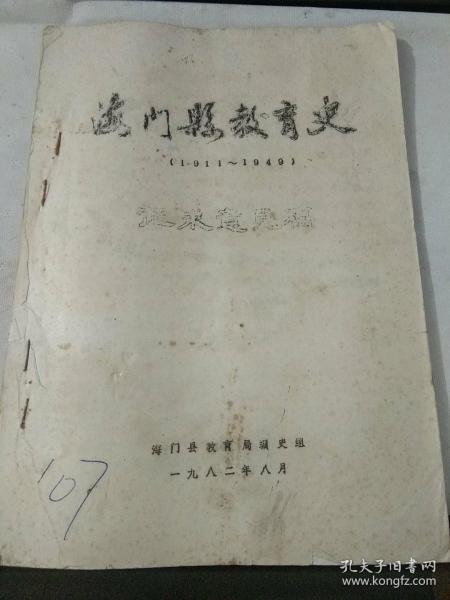 海门縣教育史
(1911～1949)
征求意见稿
海门县教育局编史组
一九八二年八月
107
孔夫子旧书网
www.kongfz.com